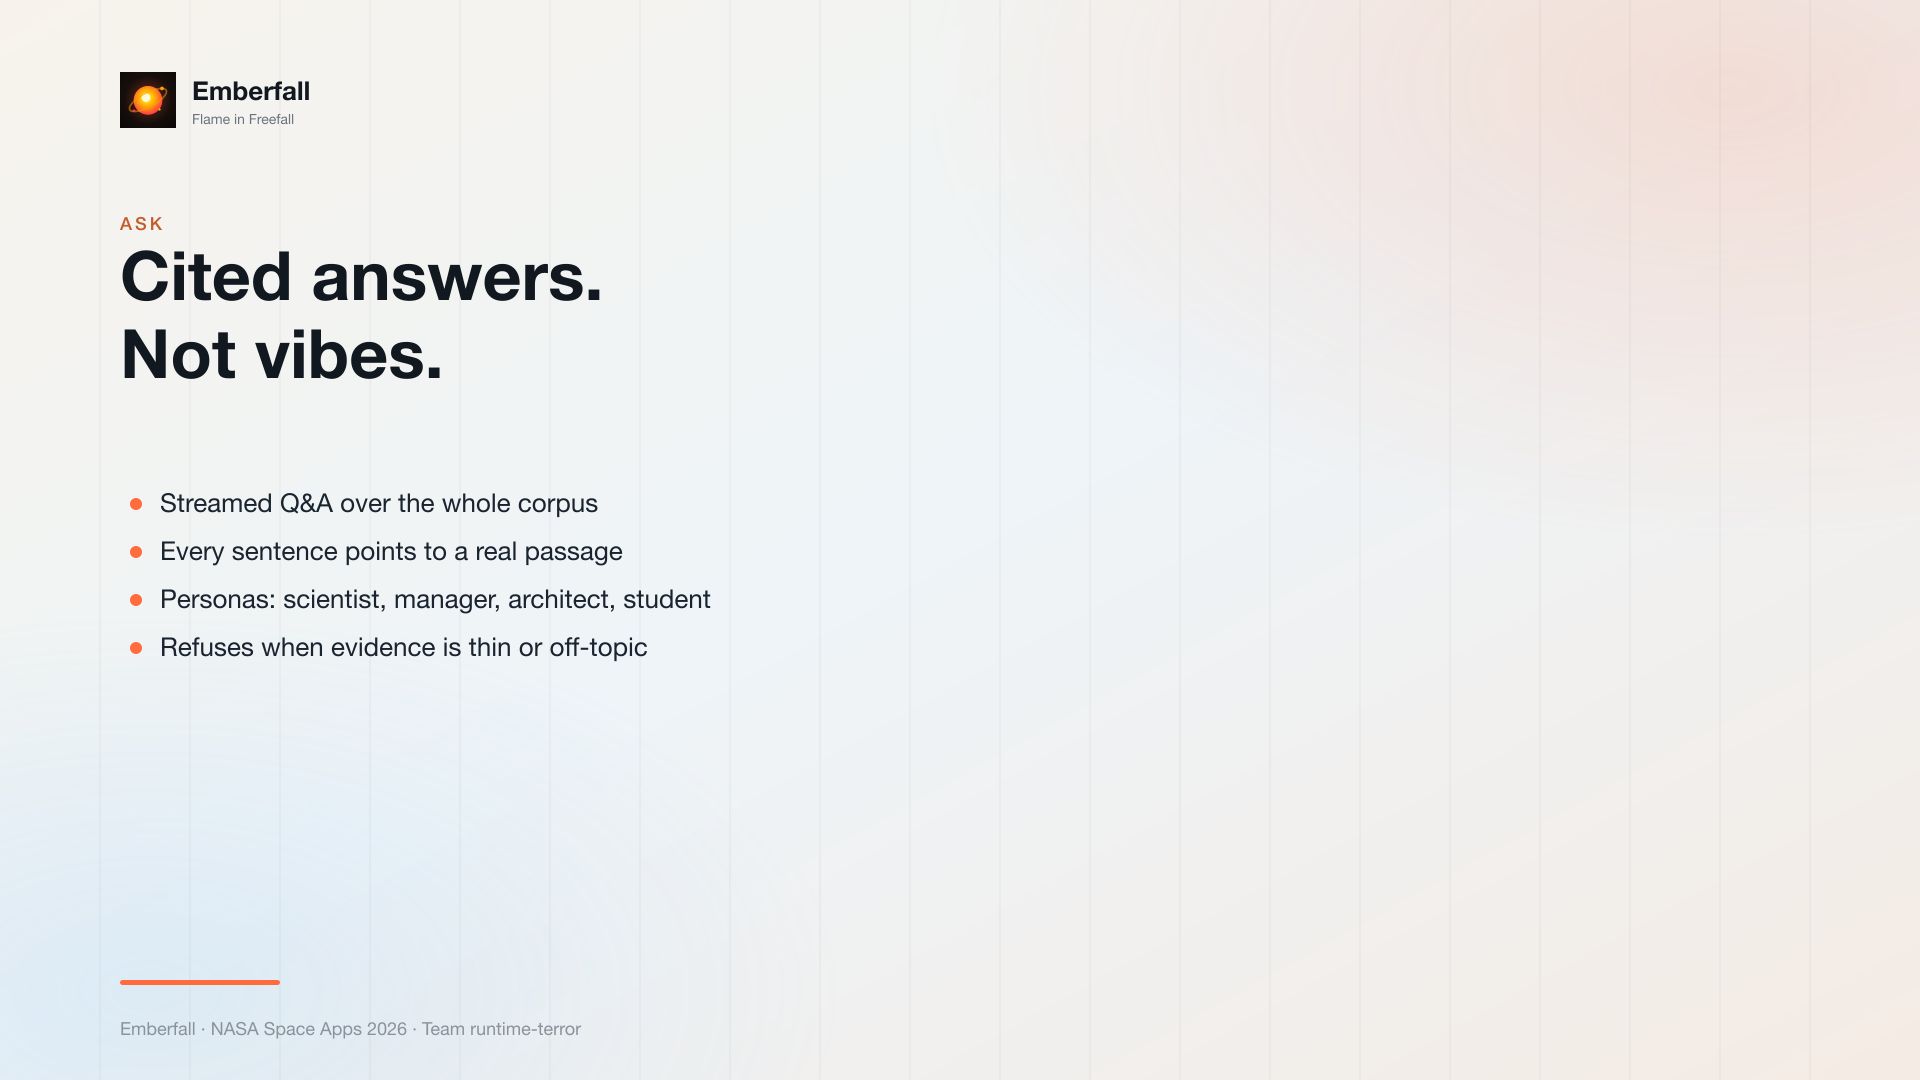 Emberfall
Flame in Freefall
ASK
Cited answers.
Not vibes.
Streamed Q&A over the whole corpus
Every sentence points to a real passage
Personas: scientist, manager, architect, student
Refuses when evidence is thin or off-topic
Emberfall · NASA Space Apps 2026 · Team runtime-terror